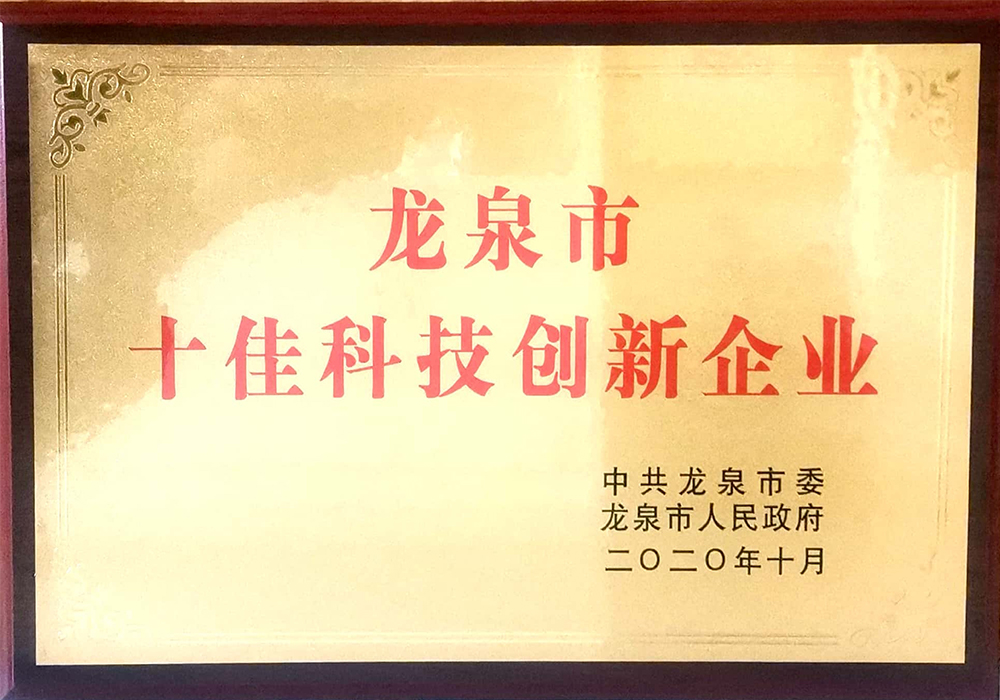 龙泉市
十佳科技创新企业
中共龙泉市委
龙泉市人民政府
二〇二〇年十月